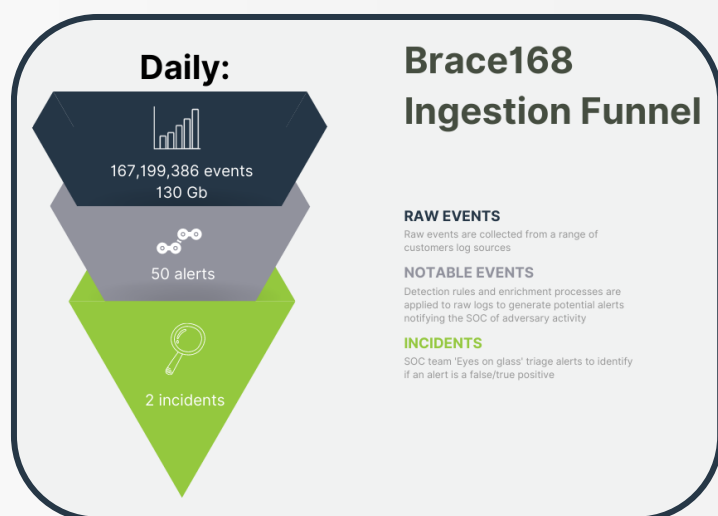 Daily:
167,199,386 events
130 Gb
50 alerts
2 incidents
Brace168
Ingestion Funnel
RAW EVENTS
Raw events are collected from a range of
customers log sources
NOTABLE EVENTS
Detection rules and enrichment processes are
applied to raw logs to generate potential alerts
notifying the SOC of adversary activity
INCIDENTS
SOC team 'Eyes on glass' triage alerts to identify
if an alert is a false/true positive